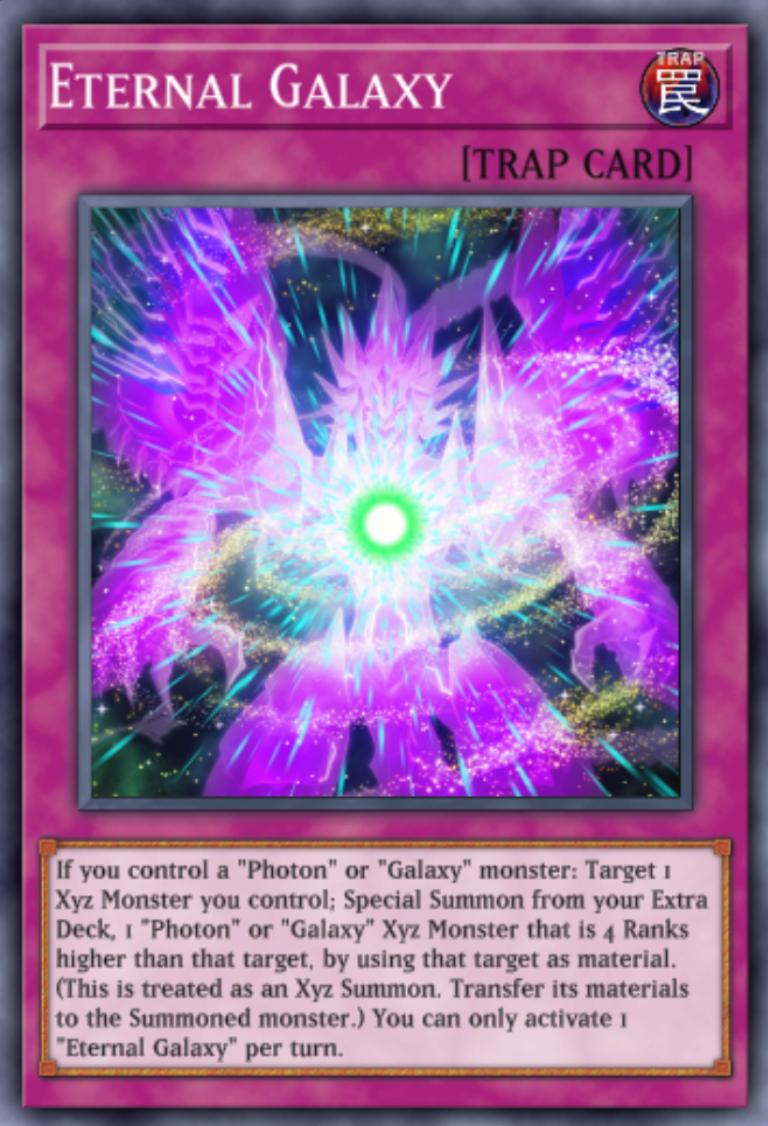 ETERNAL GALAXY
TRAP
罠
[TRAP CARD]
If you control a "Photon" or "Galaxy" monster: Target 1
Xyz Monster you control; Special Summon from your Extra
Deck, 1 "Photon" or "Galaxy" Xyz Monster that is 4 Ranks
higher than that target, by using that target as material.
(This is treated as an Xyz Summon. Transfer its materials
to the Summoned monster.) You can only activate 1
"Eternal Galaxy" per turn.